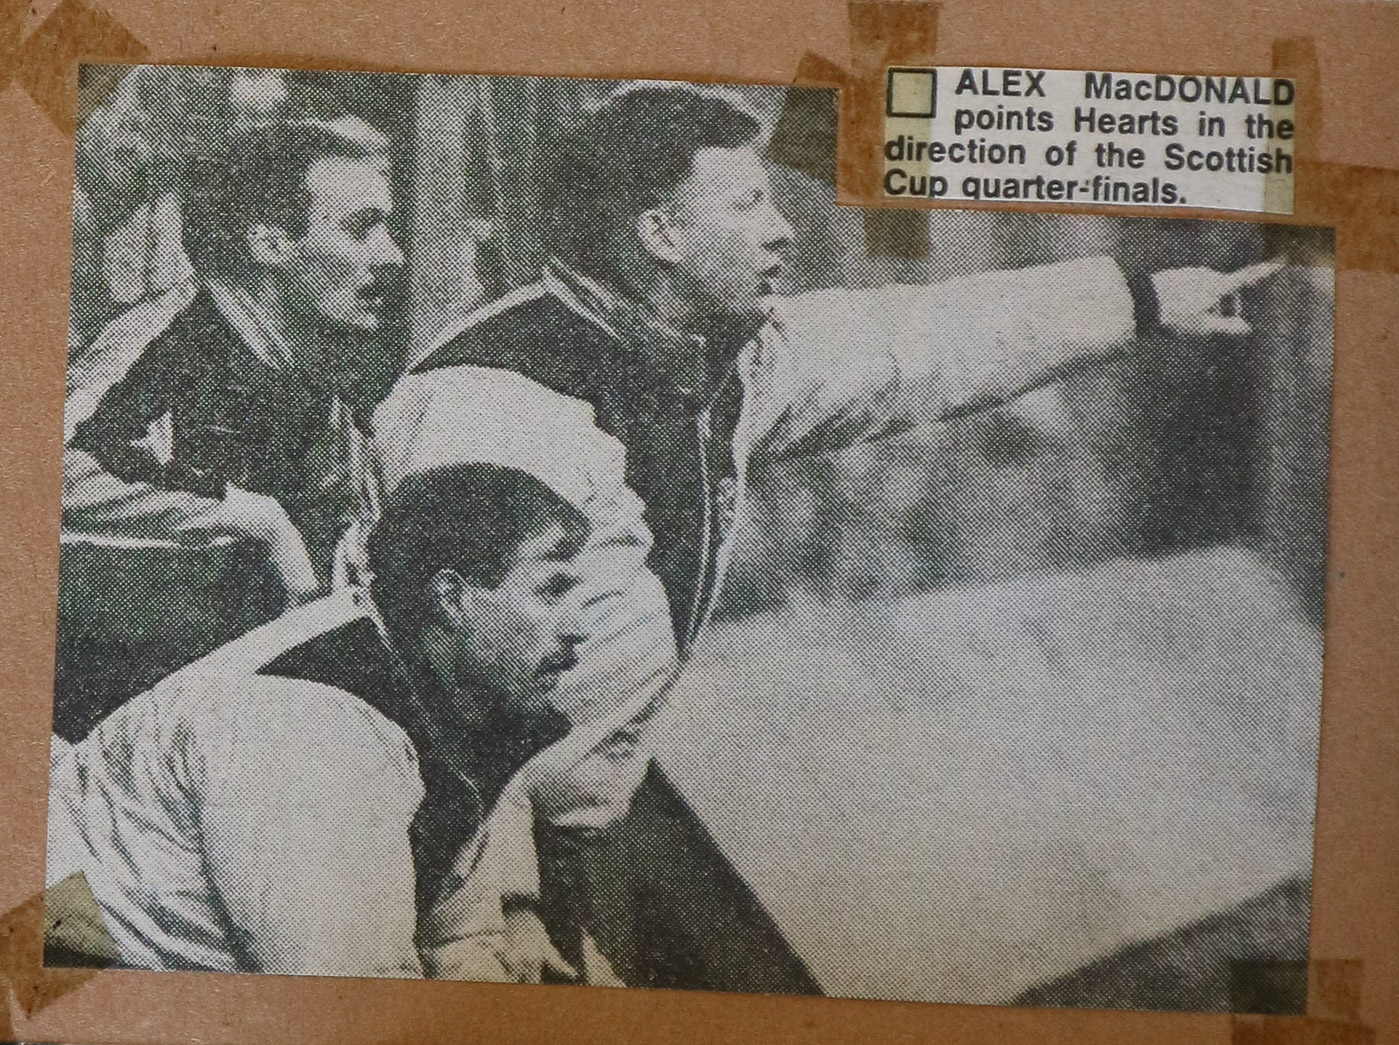 ALEX MacDONALD
points Hearts in the
direction of the Scottish
Cup quarter-finals.